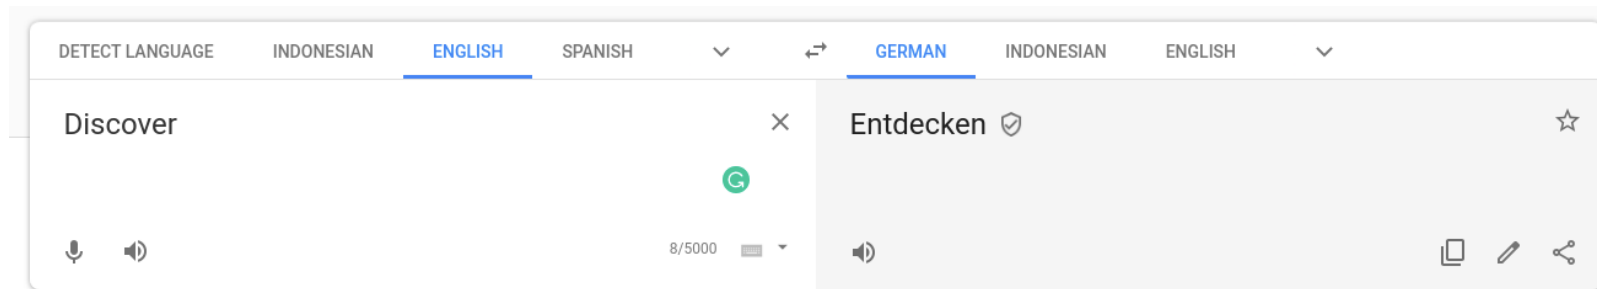 DETECT LANGUAGE INDONESIAN ENGLISH SPANISH GERMAN INDONESIAN ENGLISH
Discover Entdecken
8/5000